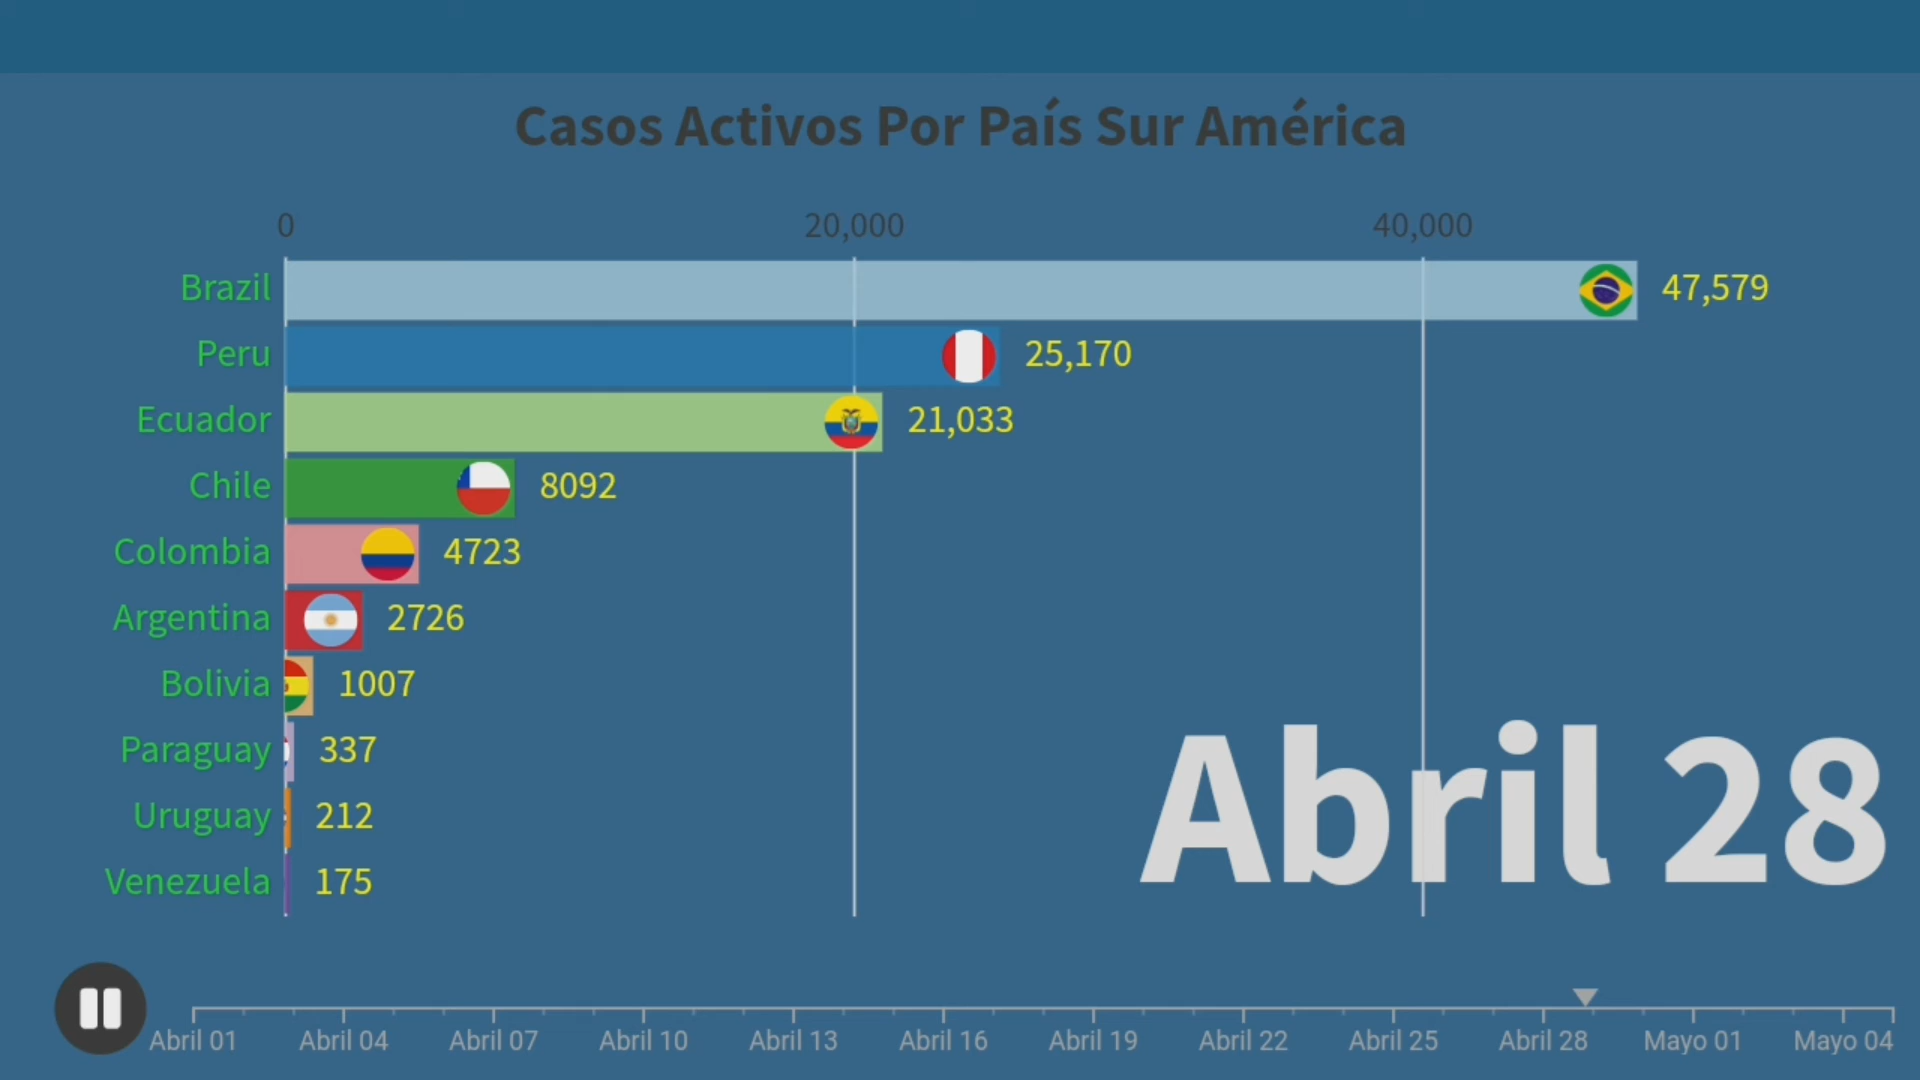 Casos Activos Por País Sur América
0 20,000 40,000
Brazil 47,579
Peru 25,170
Ecuador 21,033
Chile 8092
Colombia 4723
Argentina 2726
Bolivia 1007
Paraguay 337
Uruguay 212
Venezuela 175
Abril 28
Abril 01 Abril 04 Abril 07 Abril 10 Abril 13 Abril 16 Abril 19 Abril 22 Abril 25 Abril 28 Mayo 01 Mayo 04